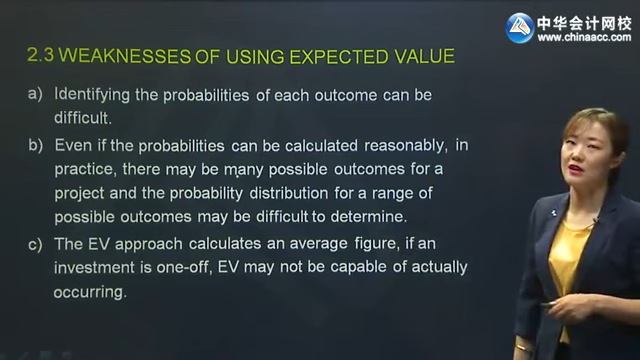 中华会计网校
www.chinaacc.com
2.3 WEAKNESSES OF USING EXPECTED VALUE
a) Identifying the probabilities of each outcome can be
difficult.
b) Even if the probabilities can be calculated reasonably, in
practice, there may be many possible outcomes for a
project and the probability distribution for a range of
possible outcomes may be difficult to determine.
c) The EV approach calculates an average figure, if an
investment is one-off, EV may not be capable of actually
occurring.